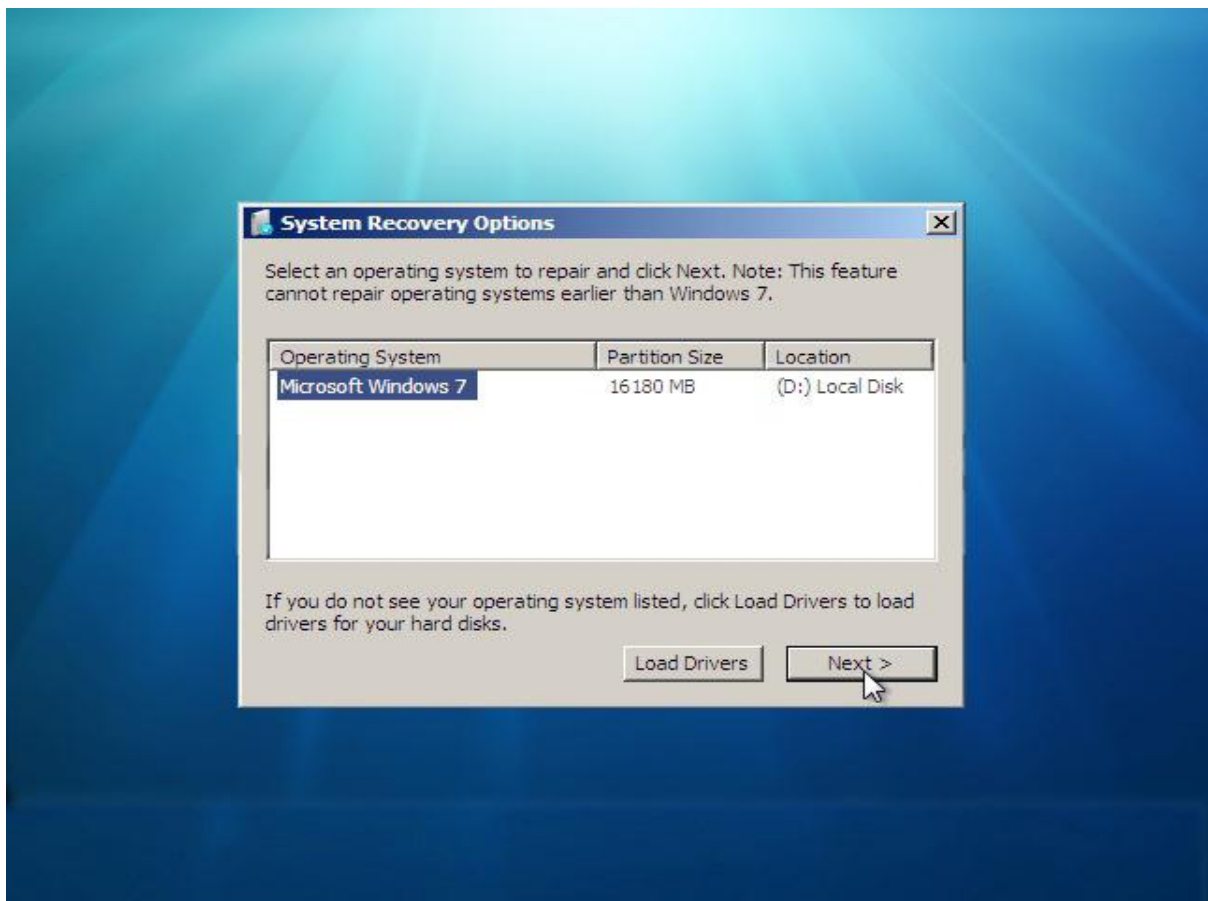 System Recovery Options
Select an operating system to repair and click Next. Note: This feature
cannot repair operating systems earlier than Windows 7.
Operating System Partition Size Location
Microsoft Windows 7 16180 MB (D:) Local Disk
If you do not see your operating system listed, click Load Drivers to load
drivers for your hard disks.
Load Drivers Next >